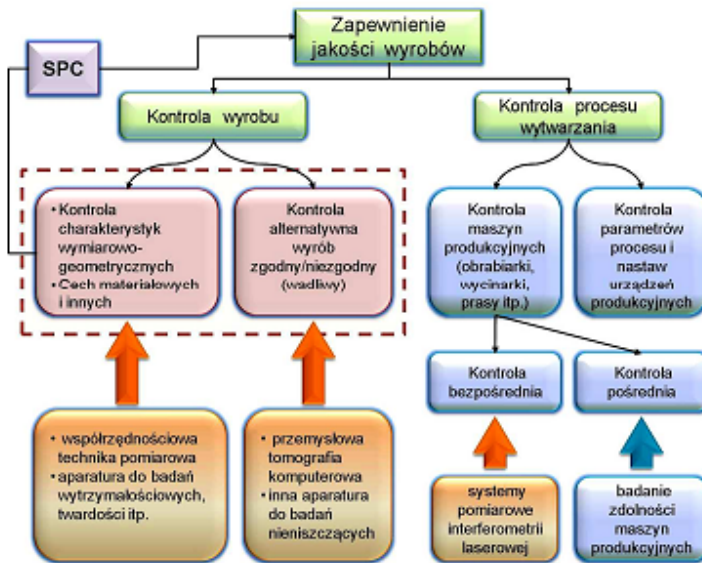 Zapewnienie
jakości wyrobów
SPC
Kontrola wyrobu
Kontrola procesu
wytwarzania
• Kontrola
charakterystyk
wymiarowo-
geometrycznych
• Cech materiałowych
i innych
Kontrola
alternatywna
wyrób
zgodny/niezgodny
(wadliwy)
Kontrola
maszyn
produkcyjnych
(obrabiarki,
wycinarki,
prasy itp.)
Kontrola
parametrów
procesu i
nastaw
urządzeń
produkcyjnych
Kontrola
bezpośrednia
Kontrola
pośrednia
• współrzędnościowa
technika pomiarowa
• aparatura do badań
wytrzymałościowych,
twardości itp.
• przemysłowa
tomografia
komputerowa
• inna aparatura
do badań
nieniszczących
systemy
pomiarowe
interferometrii
laserowej
badanie
zdolności
maszyn
produkcyjnych